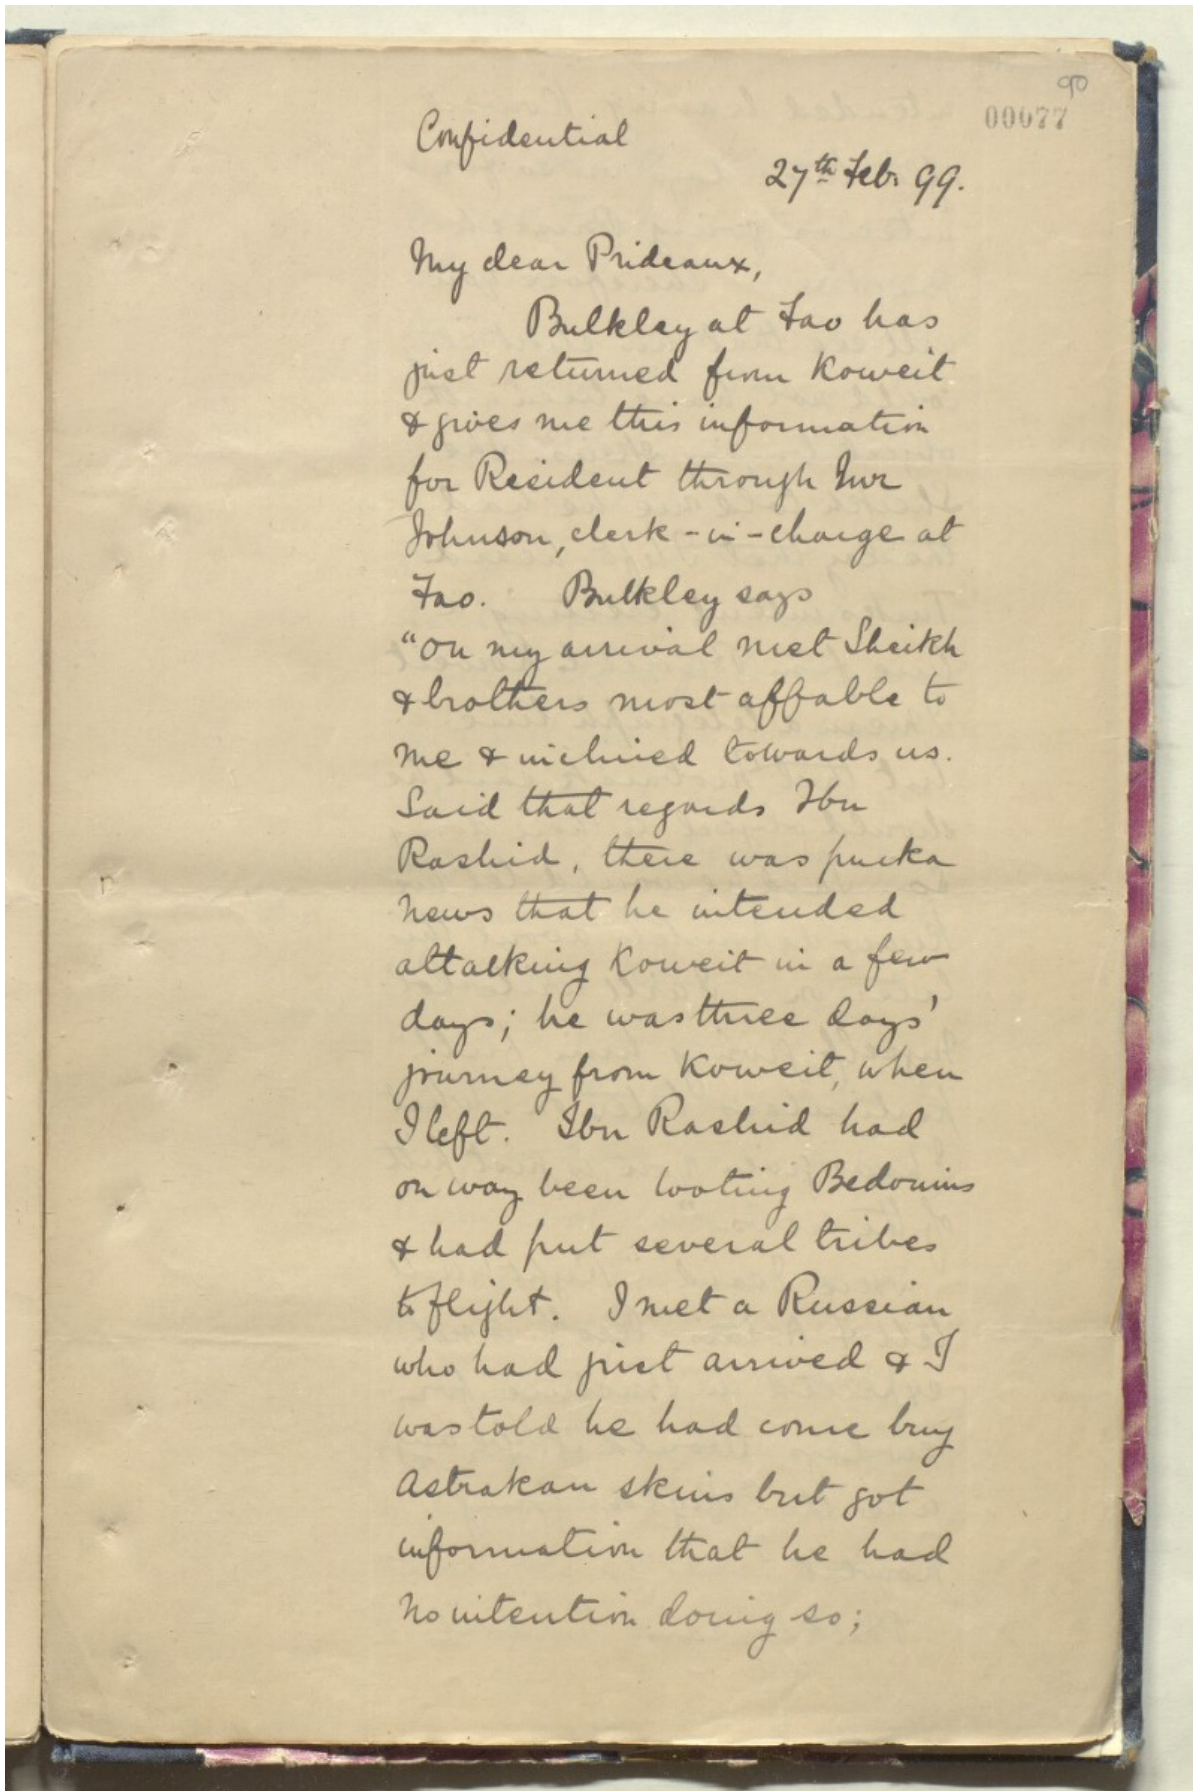 90
00077
Confidential
27th Feb. 99.
My dear Prideaux,
Bulkley at Fao has
just returned from Koweit
& gives me this information
for Resident through Mr
Johnson, clerk-in-charge at
Fao. Bulkley says
"On my arrival met Sheikh
& brothers most affable to
me & inclined towards us.
Said that regards Ibn
Rashid, there was pucka
news that he intended
attacking Koweit in a few
days; he was three days'
journey from Koweit, when
I left. Ibn Rashid had
on way been looting Bedouins
& had put several tribes
to flight. I met a Russian
who had just arrived & I
was told he had come buy
Astrakan skins but got
information that he had
no intention doing so;